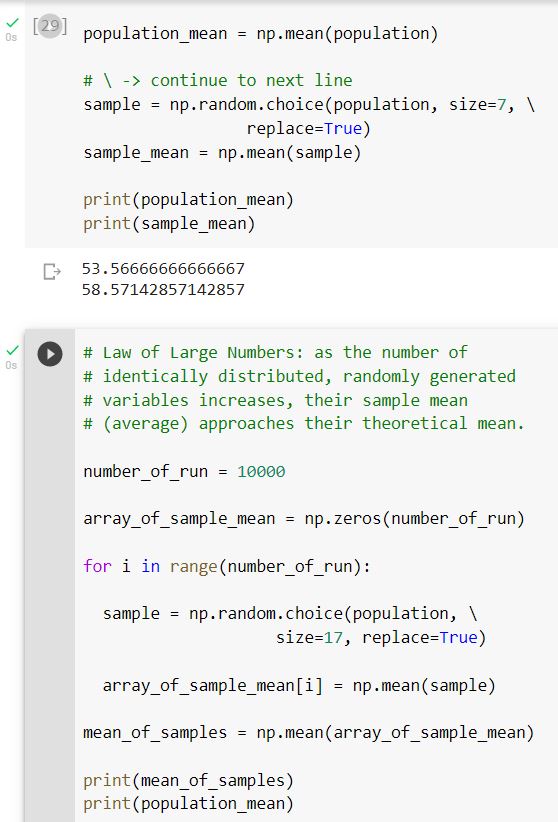 [29]
0s
population_mean = np.mean(population)
# \ -> continue to next line
sample = np.random.choice(population, size=7, \
replace=True)
sample_mean = np.mean(sample)
print(population_mean)
print(sample_mean)
53.56666666666667
58.57142857142857
0s
# Law of Large Numbers: as the number of
# identically distributed, randomly generated
# variables increases, their sample mean
# (average) approaches their theoretical mean.
number_of_run = 10000
array_of_sample_mean = np.zeros(number_of_run)
for i in range(number_of_run):
sample = np.random.choice(population, \
size=17, replace=True)
array_of_sample_mean[i] = np.mean(sample)
mean_of_samples = np.mean(array_of_sample_mean)
print(mean_of_samples)
print(population_mean)